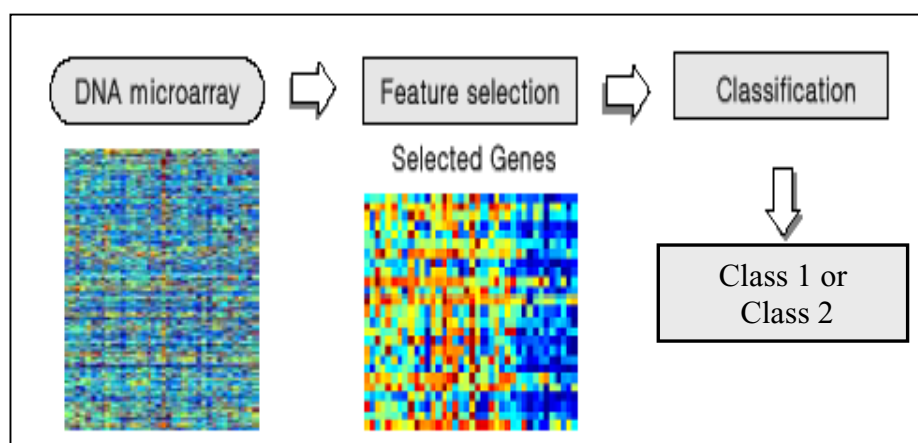 DNA microarray
Feature selection
Classification
Selected Genes
Class 1 or
Class 2